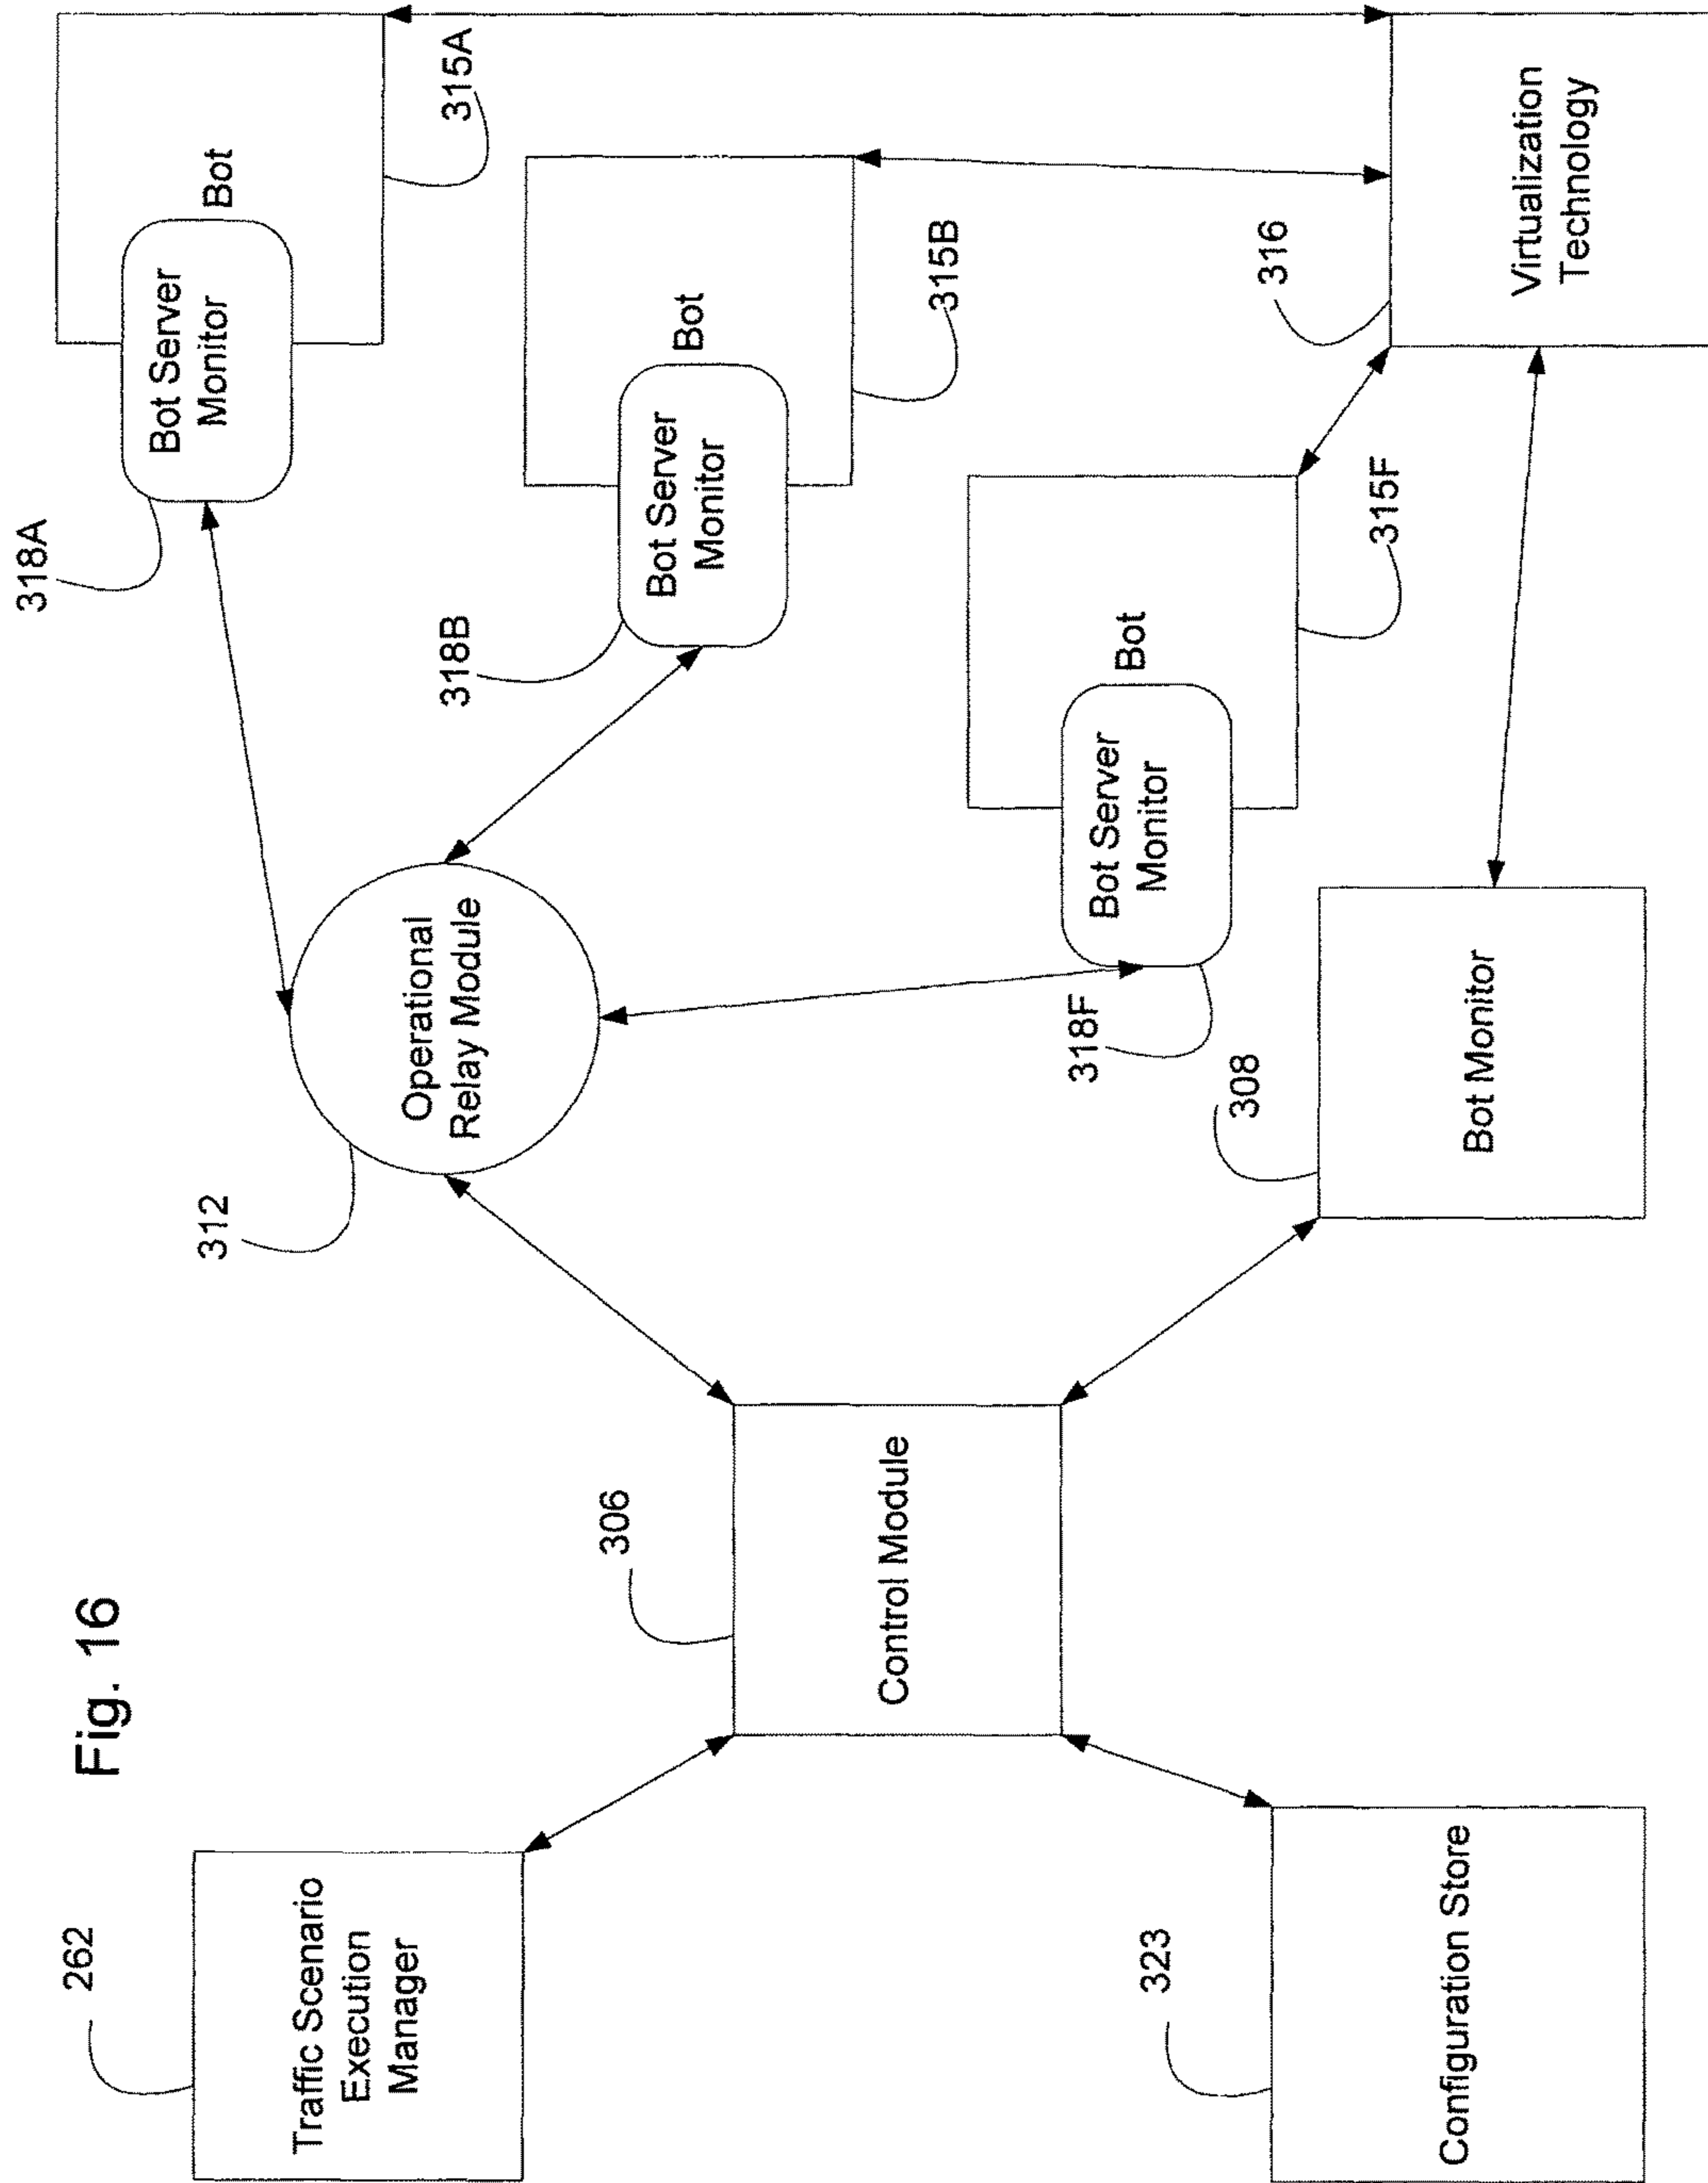 Fig. 16
262
Traffic Scenario
Execution
Manager
323
Configuration Store
306
Control Module
312
Operational
Relay Module
308
Bot Monitor
318A
Bot Server
Monitor
Bot
315A
318B
Bot Server
Monitor
Bot
315B
318F
Bot Server
Monitor
Bot
315F
316
Virtualization
Technology